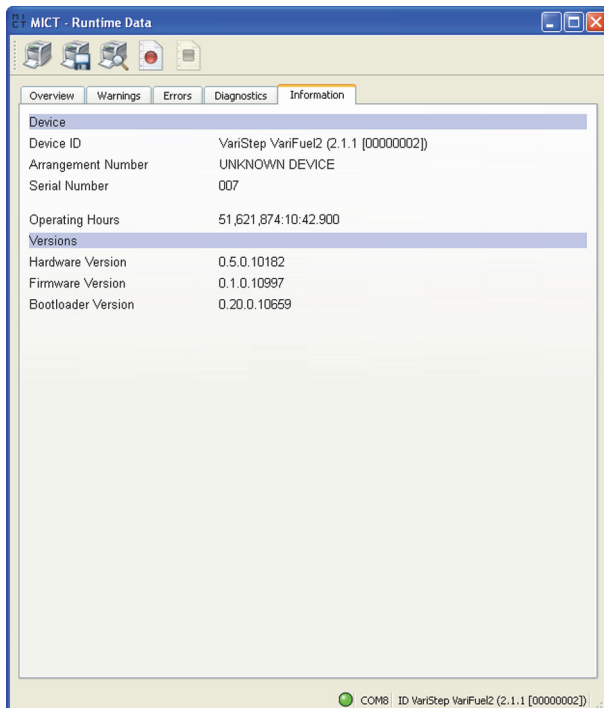 MICT - Runtime Data
Overview Warnings Errors Diagnostics Information
Device
Device ID VariStep VariFuel2 (2.1.1 [00000002])
Arrangement Number UNKNOWN DEVICE
Serial Number 007
Operating Hours 51,621,874:10:42.900
Versions
Hardware Version 0.5.0.10182
Firmware Version 0.1.0.10997
Bootloader Version 0.20.0.10659
COM8 ID VariStep VariFuel2 (2.1.1 [00000002])